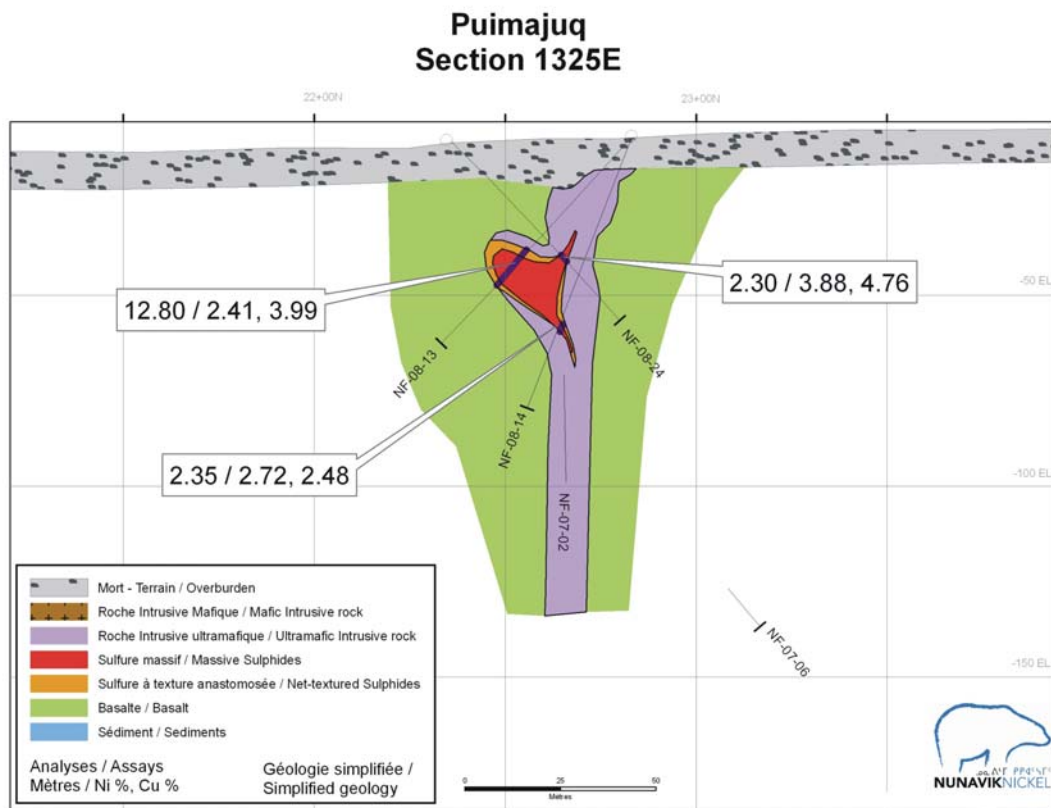 Puimajuq
Section 1325E
22+00N
23+00N
12.80 / 2.41, 3.99
2.30 / 3.88, 4.76
-50 EL
NF-08-13
NF-08-24
NF-08-14
2.35 / 2.72, 2.48
-100 EL
NF-07-02
Mort - Terrain / Overburden
Roche Intrusive Mafique / Mafic Intrusive rock
Roche Intrusive ultramafique / Ultramafic Intrusive rock
Sulfure massif / Massive Sulphides
Sulfure à texture anastomosée / Net-textured Sulphides
Basalte / Basalt
Sédiment / Sediments
Analyses / Assays
Mètres / Ni %, Cu %
Géologie simplifiée /
Simplified geology
NF-07-06
-150 EL
0 25 50
Mètres
NUNAVIKNICKEL